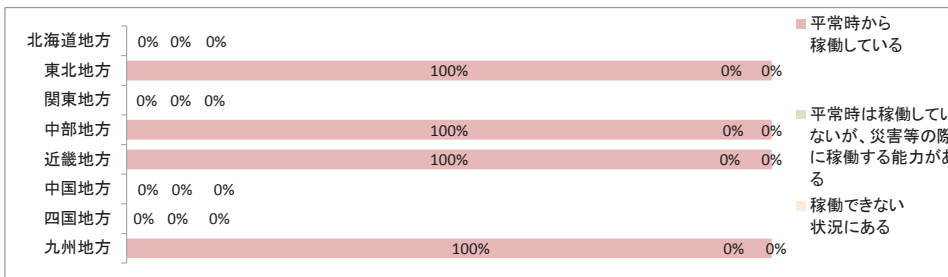 北海道地方 0% 0% 0%
東北地方 100% 0% 0%
関東地方 0% 0% 0%
中部地方 100% 0% 0%
近畿地方 100% 0% 0%
中国地方 0% 0% 0%
四国地方 0% 0% 0%
九州地方 100% 0% 0%
平常時から
稼働している
平常時は稼働してい
ないが、災害等の際
に稼働する能力があ
る
稼働できない
状況にある